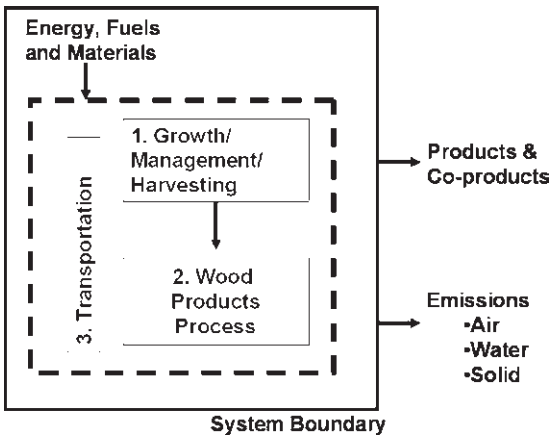 Energy, Fuels
and Materials
1. Growth/
Management/
Harvesting
3. Transportation
2. Wood
Products
Process
Products &
Co-products
Emissions
•Air
•Water
•Solid
System Boundary